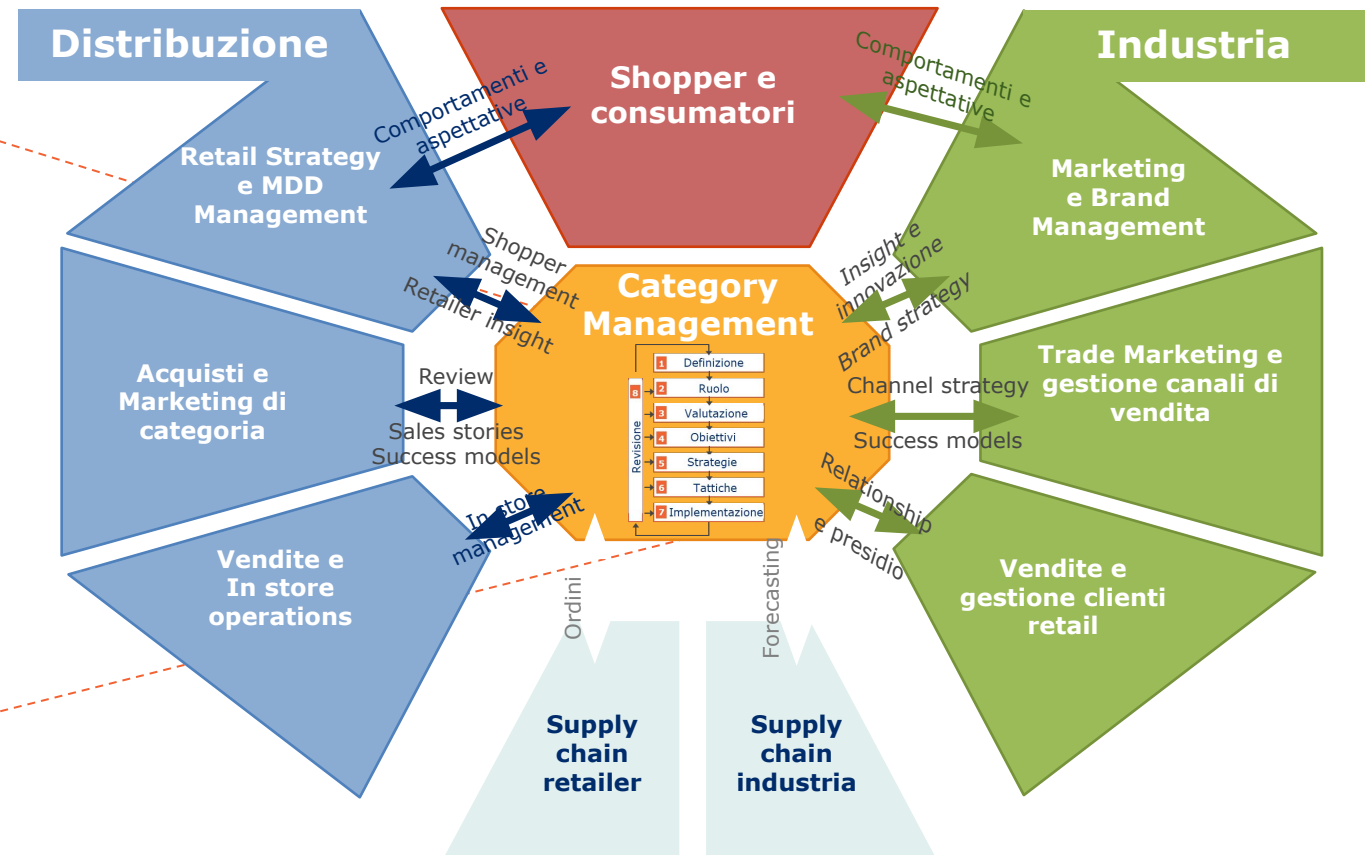 Distribuzione
Industria
Shopper e
consumatori
Comportamenti e
aspettative
Comportamenti e
aspettative
Retail Strategy
e MDD
Management
Marketing
e Brand
Management
Shopper
management
Retailer insight
Insight e
innovazione
Brand strategy
Category
Management
1 Definizione
2 Ruolo
3 Valutazione
4 Obiettivi
5 Strategie
6 Tattiche
7 Implementazione
8
Revisione
Acquisti e
Marketing di
categoria
Review
Sales stories
Success models
Channel strategy
Success models
Trade Marketing e
gestione canali di
vendita
In store
management
Relationship
e presidio
Vendite e
In store
operations
Vendite e
gestione clienti
retail
Ordini
Forecasting
Supply
chain
retailer
Supply
chain
industria